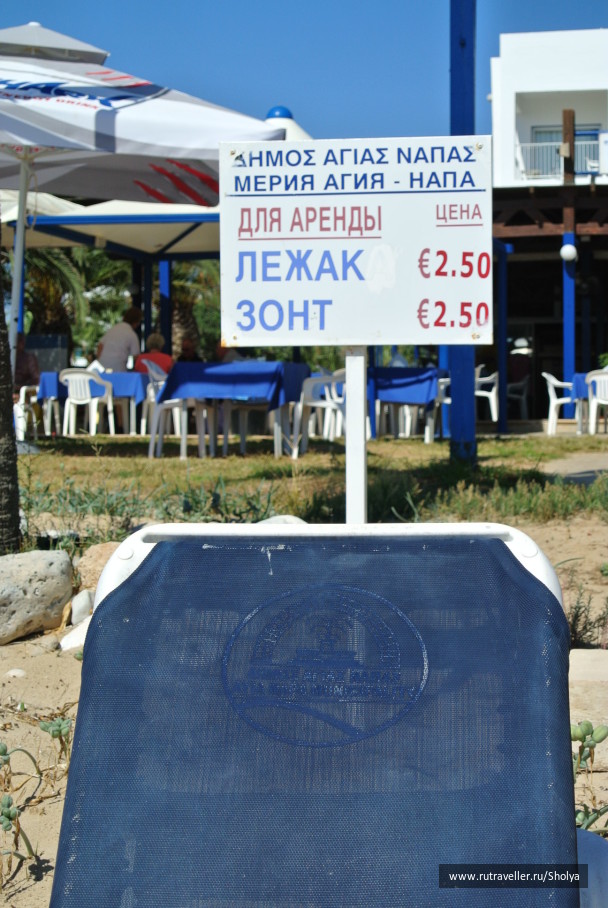 ΔΗΜΟΣ ΑΓΙΑΣ ΝΑΠΑΣ
МЕРИЯ АГИЯ - НАПА
ДЛЯ АРЕНДЫ ЦЕНА
ЛЕЖАК €2.50
ЗОНТ €2.50
www.rutraveller.ru/Sholya